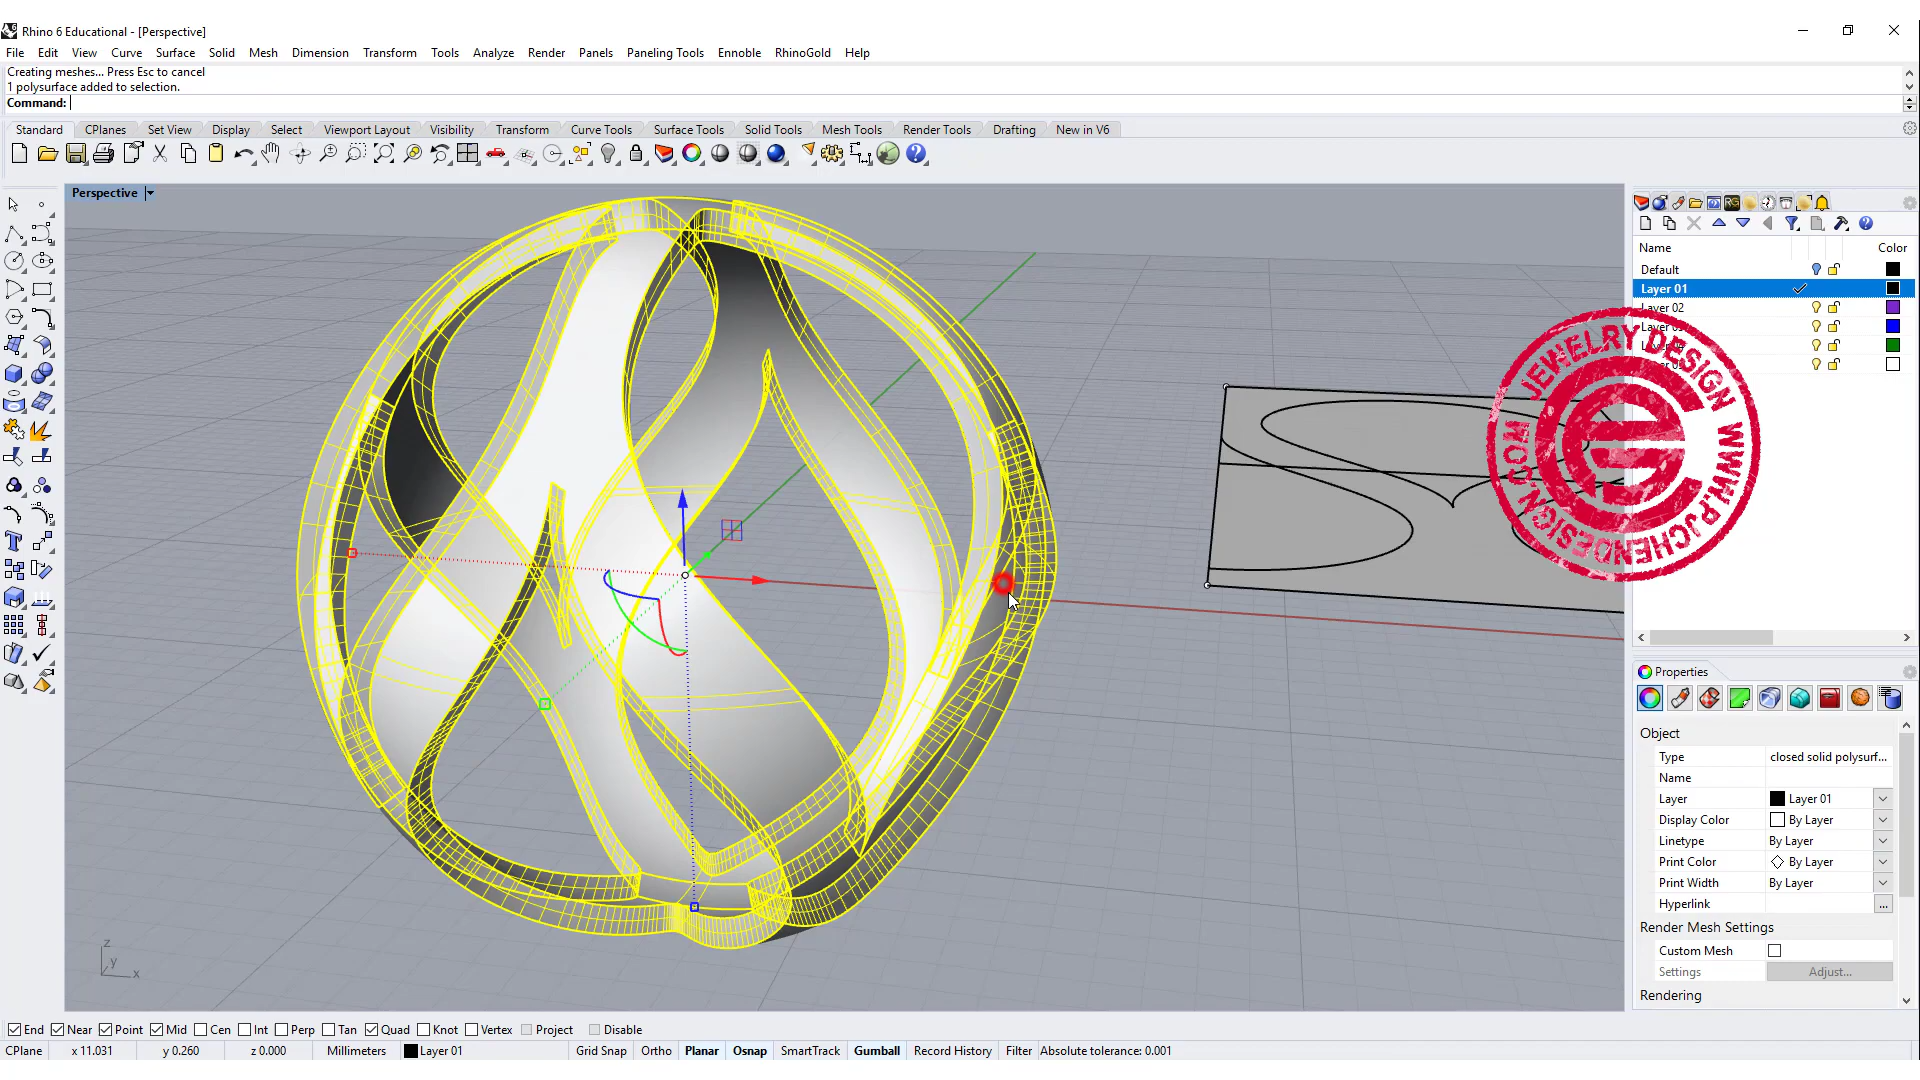 Rhino 6 Educational - [Perspective]
File Edit View Curve Surface Solid Mesh Dimension Transform Tools Analyze Render Panels Paneling Tools Ennoble RhinoGold Help
Creating meshes... Press Esc to cancel
1 polysurface added to selection.
Command:
Standard CPlanes Set View Display Select Viewport Layout Visibility Transform Curve Tools Surface Tools Solid Tools Mesh Tools Render Tools Drafting New in V6
Perspective
Name Color
Default
Layer 01
Layer 02
JEWELRY DESIGN WWW.PJCHENDESIGN.COM
Properties
Object
Type closed solid polysurf...
Name
Layer Layer 01
Display Color By Layer
Linetype By Layer
Print Color By Layer
Print Width By Layer
Hyperlink ...
Render Mesh Settings
Custom Mesh
Settings Adjust...
Rendering
z
y
x
End Near Point Mid Cen Int Perp Tan Quad Knot Vertex Project Disable
CPlane x 11.031 y 0.260 z 0.000 Millimeters Layer 01 Grid Snap Ortho Planar Osnap SmartTrack Gumball Record History Filter Absolute tolerance: 0.001